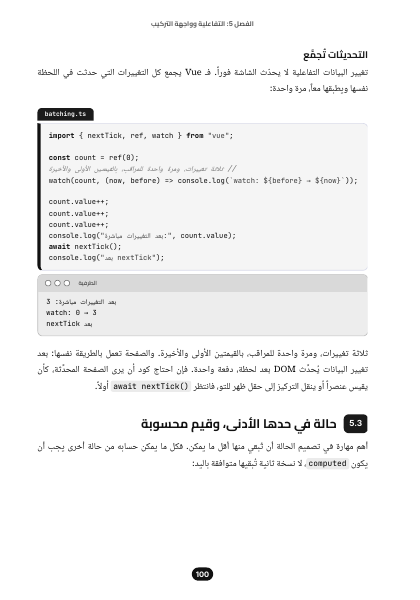 الفصل 5: التفاعلية وواجهة التركيب
التحديثات تُجمَّع
تغيير البيانات التفاعلية لا يحدّث الشاشة فوراً. فـ Vue يجمع كل التغييرات التي حدثت في اللحظة
نفسها ويطبقها معاً، مرة واحدة:
batching.ts
import { nextTick, ref, watch } from "vue";
const count = ref(0);
// ثلاثة تغييرات، ومرة واحدة للمراقب، بالقيمتين الأولى والأخيرة
watch(count, (now, before) => console.log(`watch: ${before} → ${now}`));
count.value++;
count.value++;
count.value++;
console.log("بعد التغييرات مباشرة:", count.value);
await nextTick();
console.log("بعد nextTick");
الطرفية
بعد التغييرات مباشرة: 3
watch: 0 → 3
بعد nextTick
ثلاثة تغييرات، ومرة واحدة للمراقب، بالقيمتين الأولى والأخيرة. والصفحة تعمل بالطريقة نفسها: بعد
تغيير البيانات يُحدَّث DOM بعد لحظة، دفعة واحدة. فإن احتاج كود أن يرى الصفحة المحدَّثة، كأن
يقيس عنصراً أو ينقل التركيز إلى حقل ظهر للتو، فانتظر await nextTick() أولاً.
5.3 حالة في حدها الأدنى، وقيم محسوبة
أهم مهارة في تصميم الحالة أن تُبقي منها أقل ما يمكن. فكل ما يمكن حسابه من حالة أخرى يجب أن
يكون computed، لا نسخة ثانية تُبقيها متوافقة باليد:
100